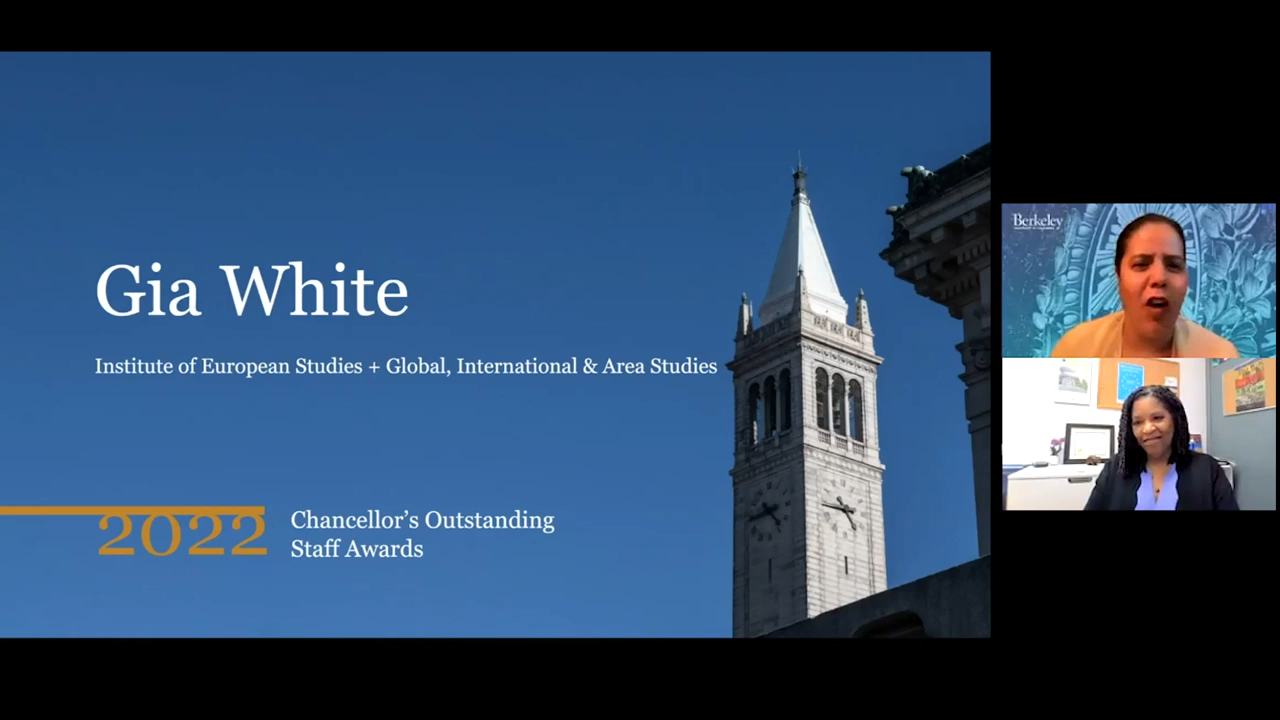 Gia White
Institute of European Studies + Global, International & Area Studies
2022
Chancellor's Outstanding
Staff Awards
Berkeley